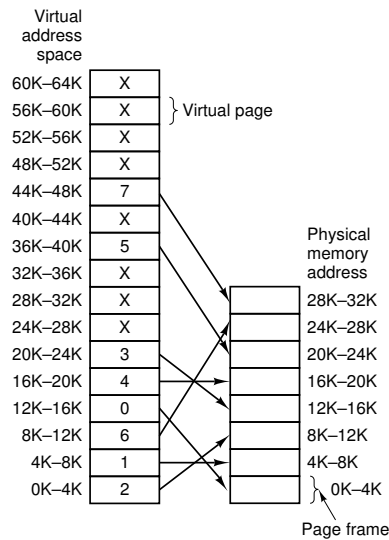 Virtual
address
space
60K–64K X
56K–60K X Virtual page
52K–56K X
48K–52K X
44K–48K 7
40K–44K X
36K–40K 5
32K–36K X
28K–32K X
24K–28K X
20K–24K 3
16K–20K 4
12K–16K 0
8K–12K 6
4K–8K 1
0K–4K 2
Physical
memory
address
28K–32K
24K–28K
20K–24K
16K–20K
12K–16K
8K–12K
4K–8K
0K–4K
Page frame